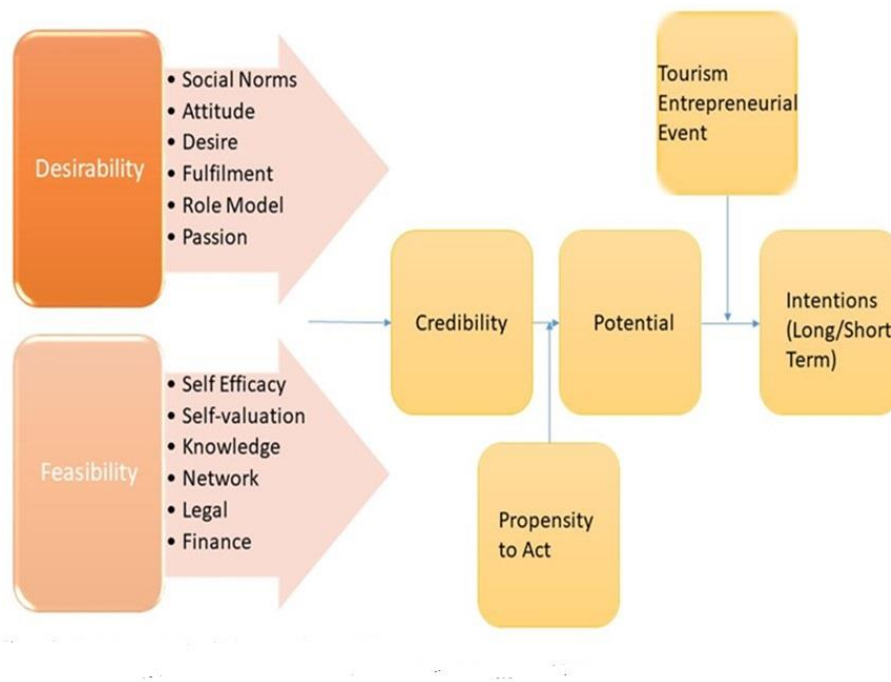 Desirability
• Social Norms
• Attitude
• Desire
• Fulfilment
• Role Model
• Passion
Feasibility
• Self Efficacy
• Self-valuation
• Knowledge
• Network
• Legal
• Finance
Credibility
Propensity
to Act
Potential
Tourism
Entrepreneurial
Event
Intentions
(Long/Short
Term)